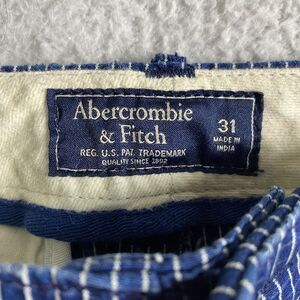 Abercrombie
& Fitch
REG. U.S. PAT. TRADEMARK
QUALITY SINCE 1892
31
MADE IN
INDIA